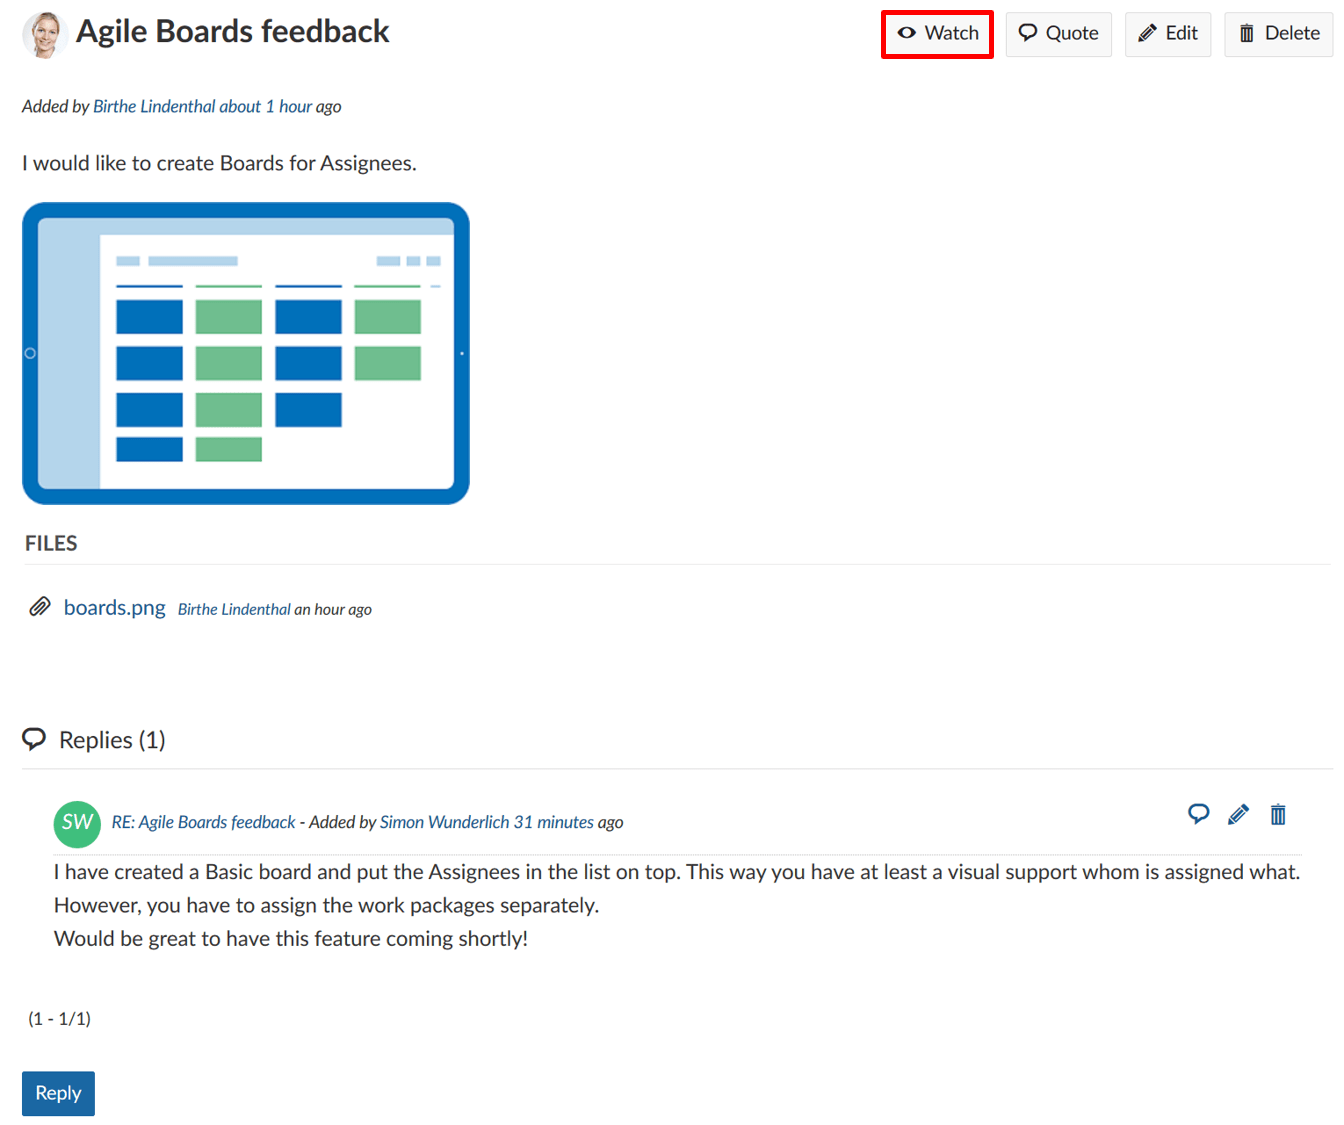 Agile Boards feedback
Watch
Quote
Edit
Delete
Added by Birthe Lindenthal about 1 hour ago
I would like to create Boards for Assignees.
FILES
boards.png Birthe Lindenthal an hour ago
Replies (1)
SW
RE: Agile Boards feedback - Added by Simon Wunderlich 31 minutes ago
I have created a Basic board and put the Assignees in the list on top. This way you have at least a visual support whom is assigned what.
However, you have to assign the work packages separately.
Would be great to have this feature coming shortly!
(1 - 1/1)
Reply